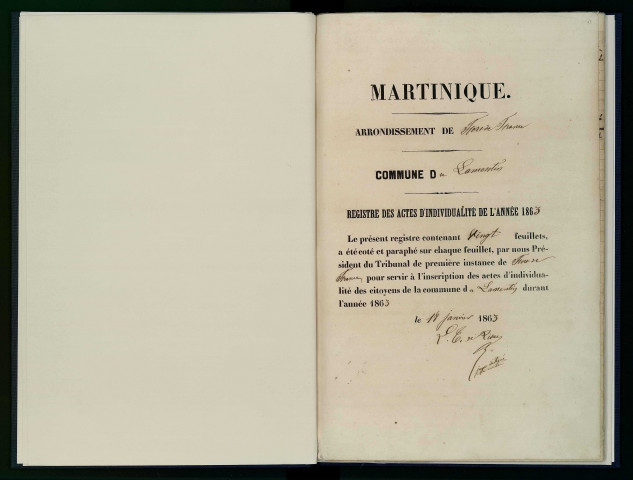 MARTINIQUE.
ARRONDISSEMENT DE Fort de France
COMMUNE Du Lamentin
REGISTRE DES ACTES D'INDIVIDUALITÉ DE L'ANNÉE 1863
Le présent registre contenant Vingt feuillets,
a été coté et paraphé sur chaque feuillet, par nous Pré-
sident du Tribunal de première instance de Fort de
France pour servir à l'inscription des actes d'individua-
lité des citoyens de la commune du Lamentin durant
l'année 1863
le 18 janvier 1863